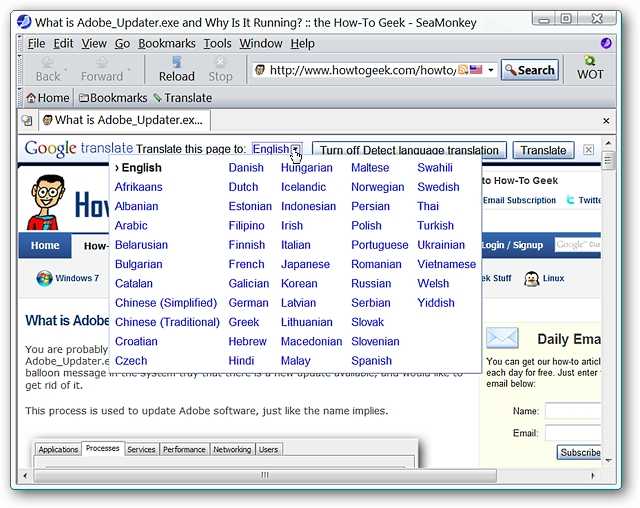 What is Adobe_Updater.exe and Why Is It Running? :: the How-To Geek - SeaMonkey
File Edit View Go Bookmarks Tools Window Help
Back Forward Reload Stop http://www.howtogeek.com/howto/ Search WOT
Home Bookmarks Translate
What is Adobe_Updater.ex...
Google translate Translate this page to: English Turn off Detect language translation Translate
› English Danish Hungarian Maltese Swahili
Afrikaans Dutch Icelandic Norwegian Swedish
Albanian Estonian Indonesian Persian Thai
Arabic Filipino Irish Polish Turkish
Belarusian Finnish Italian Portuguese Ukrainian
Bulgarian French Japanese Romanian Vietnamese
Catalan Galician Korean Russian Welsh
Chinese (Simplified) German Latvian Serbian Yiddish
Chinese (Traditional) Greek Lithuanian Slovak
Croatian Hebrew Macedonian Slovenian
Czech Hindi Malay Spanish
to How-To Geek
Email Subscription Twitte
How
Home How- Login / Signup Google™
Windows 7 ek Stuff Linux
What is Adobe
You are probably
Adobe_Updater.e
balloon message in the system tray that there is a new update available, and would like to
get rid of it.
This process is used to update Adobe software, just like the name implies.
Applications Processes Services Performance Networking Users
Daily Ema
You can get our how-to articl
each day for free. Just enter
email below:
Name:
Email:
Subscribe